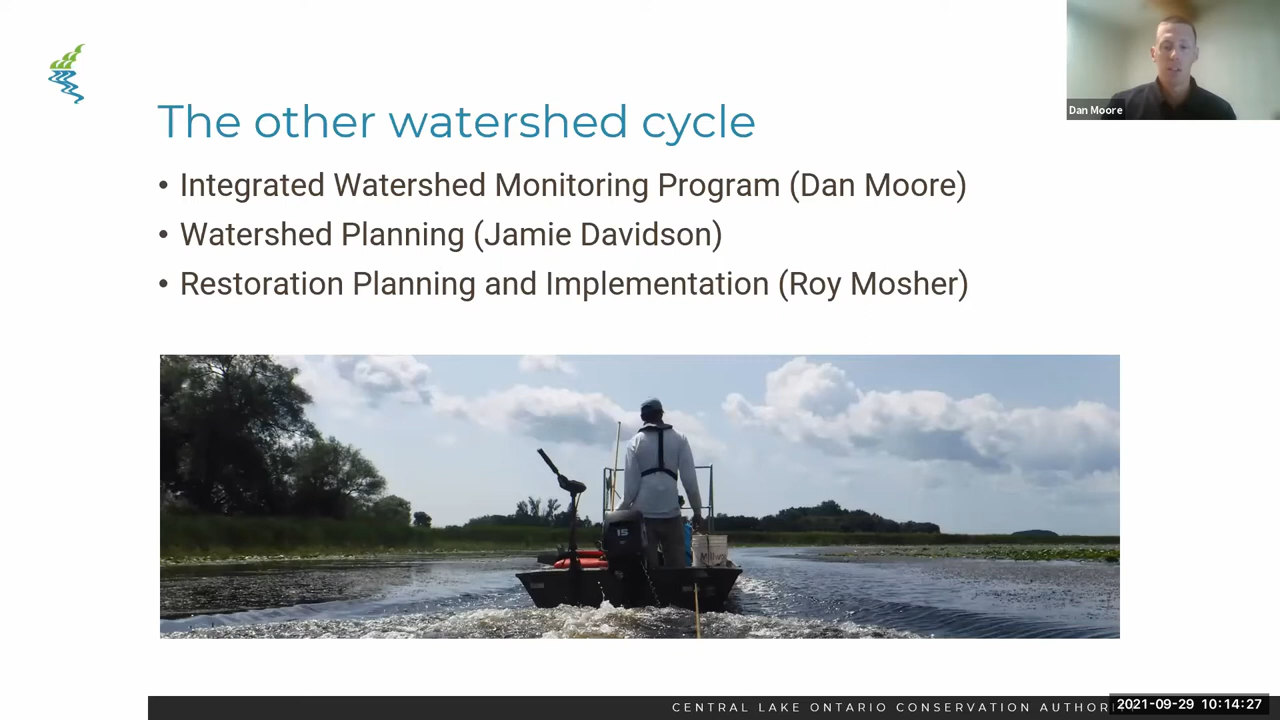 The other watershed cycle
• Integrated Watershed Monitoring Program (Dan Moore)
• Watershed Planning (Jamie Davidson)
• Restoration Planning and Implementation (Roy Mosher)
Dan Moore
15
CENTRAL LAKE ONTARIO CONSERVATION
2021-09-29 10:14:27